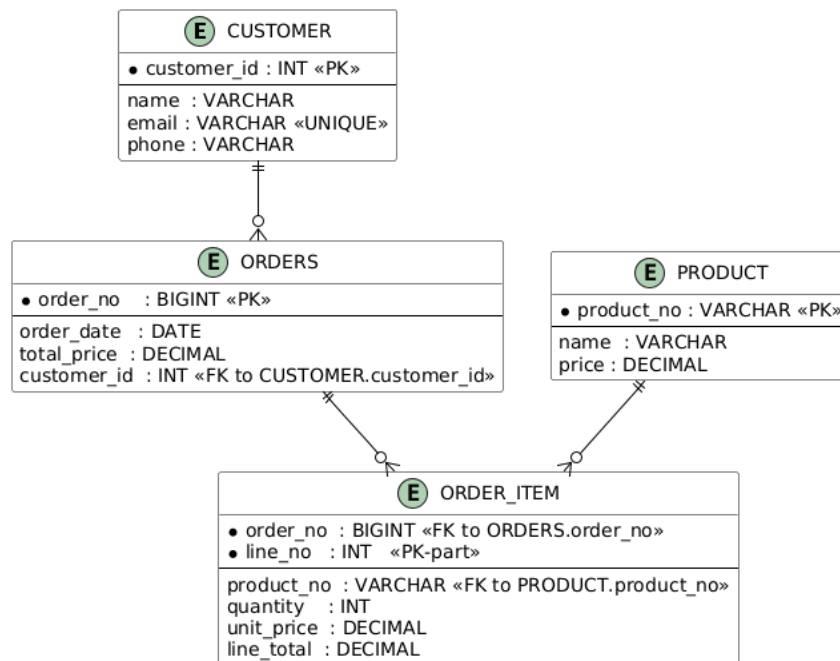 E CUSTOMER
• customer_id : INT «PK»
name : VARCHAR
email : VARCHAR «UNIQUE»
phone : VARCHAR
E ORDERS
• order_no : BIGINT «PK»
order_date : DATE
total_price : DECIMAL
customer_id : INT «FK to CUSTOMER.customer_id»
E PRODUCT
• product_no : VARCHAR «PK»
name : VARCHAR
price : DECIMAL
E ORDER_ITEM
• order_no : BIGINT «FK to ORDERS.order_no»
• line_no : INT «PK-part»
product_no : VARCHAR «FK to PRODUCT.product_no»
quantity : INT
unit_price : DECIMAL
line_total : DECIMAL